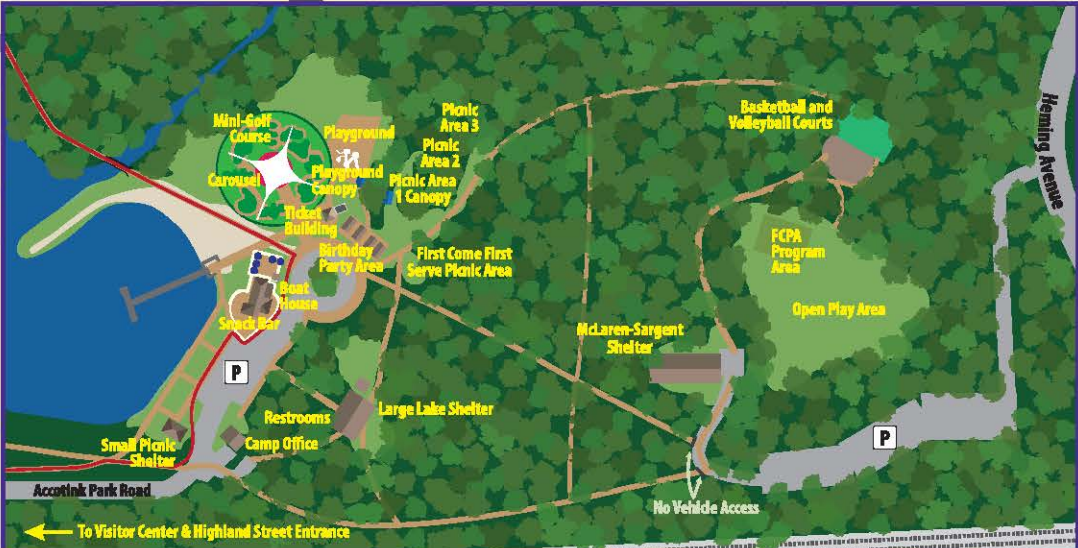 Mini-Golf
Course
Playground
Carousel
Playground
Canopy
Picnic
Area 3
Picnic
Area 2
Picnic Area
1 Canopy
Ticket
Building
Birthday
Party Area
First Come First
Serve Picnic Area
Boat
House
Snack Bar
P
Restrooms
Large Lake Shelter
Small Picnic
Shelter
Camp Office
Accotink Park Road
To Visitor Center & Highland Street Entrance
Basketball and
Volleyball Courts
Heming Avenue
FCPA
Program
Area
Open Play Area
McLaren-Sargent
Shelter
P
No Vehicle Access